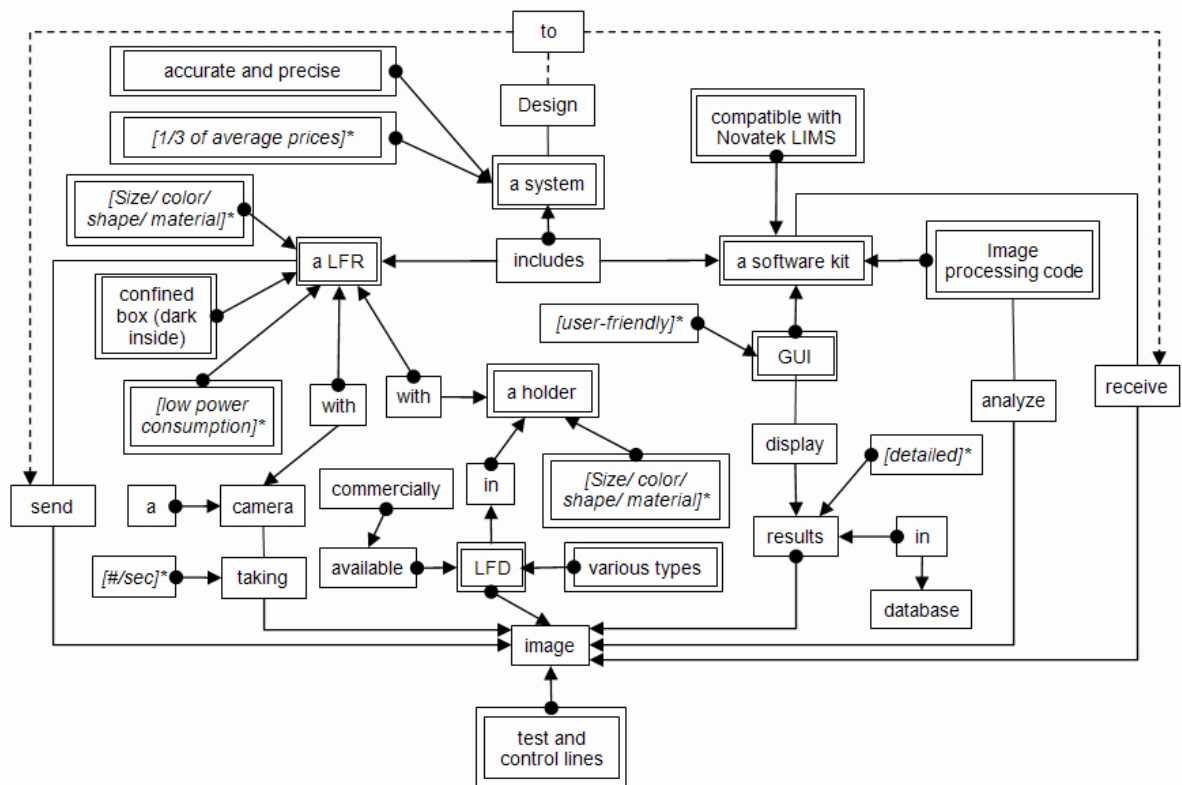 to
accurate and precise
Design
compatible with
Novatek LIMS
[1/3 of average prices]*
a system
[Size/ color/
shape/ material]*
a LFR
includes
a software kit
Image
processing code
confined
box (dark
inside)
[user-friendly]*
GUI
[low power
consumption]*
with
with
a holder
analyze
receive
display
[detailed]*
commercially
in
[Size/ color/
shape/ material]*
send
a
camera
results
in
[#/sec]*
taking
available
LFD
various types
database
image
test and
control lines